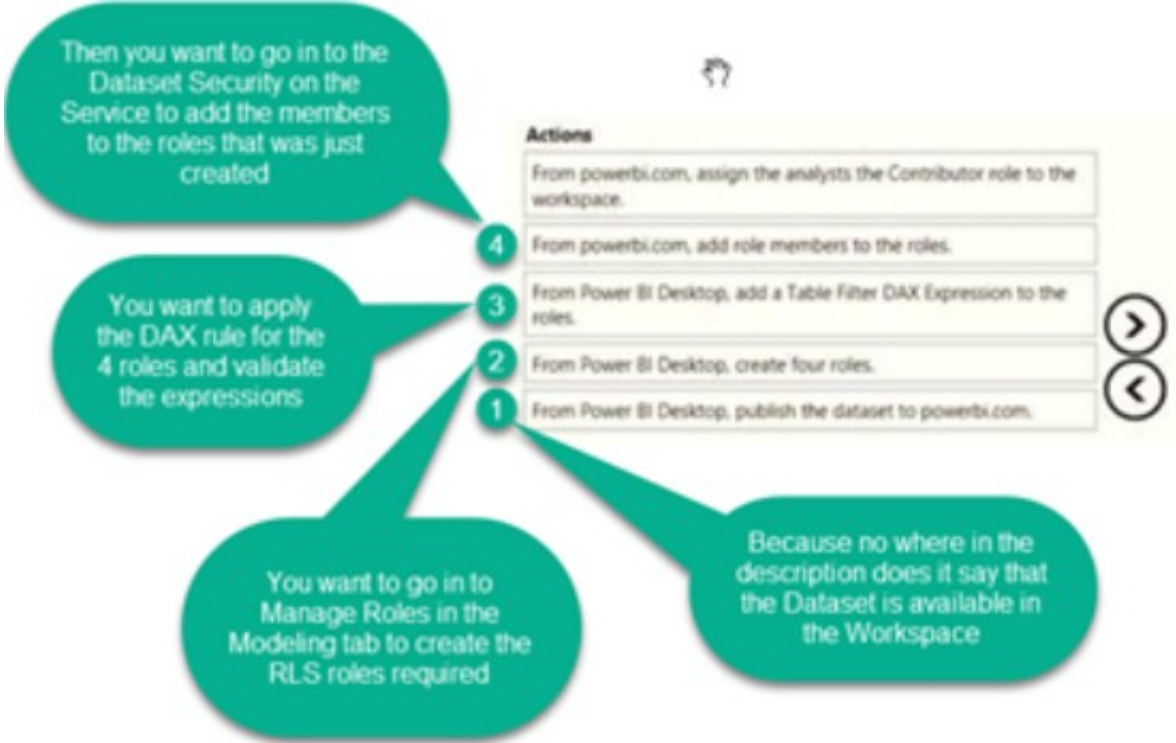 Then you want to go in to the
Dataset Security on the
Service to add the members
to the roles that was just
created
Actions
From powerbi.com, assign the analysts the Contributor role to the
workspace.
4
From powerbi.com, add role members to the roles.
You want to apply
the DAX rule for the
4 roles and validate
the expressions
3
From Power BI Desktop, add a Table Filter DAX Expression to the
roles.
2
From Power BI Desktop, create four roles.
1
From Power BI Desktop, publish the dataset to powerbi.com.
You want to go in to
Manage Roles in the
Modeling tab to create the
RLS roles required
Because no where in the
description does it say that
the Dataset is available in
the Workspace